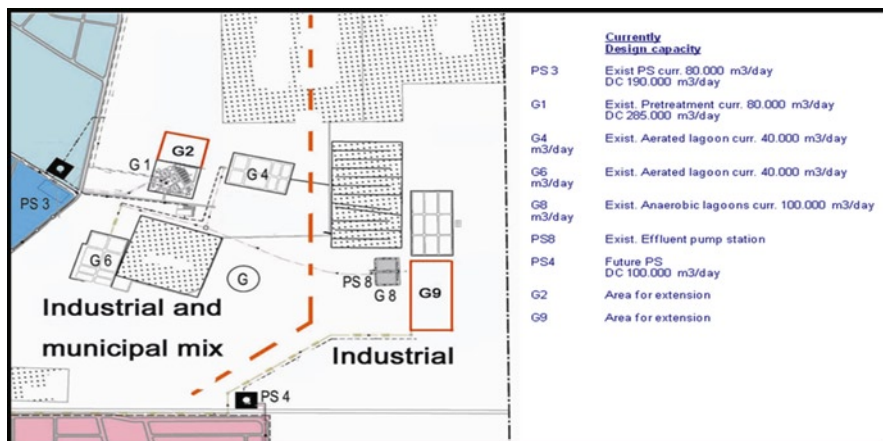 G2
G 1
G 4
PS 3
G 6
G
PS 8
G 8
G9
Industrial and
municipal mix
Industrial
PS 4
Currently
Design capacity
PS 3 Exist PS curr. 80.000 m3/day
DC 190.000 m3/day
G1 Exist. Pretreatment curr. 80.000 m3/day
DC 285.000 m3/day
G4 Exist. Aerated lagoon curr. 40.000 m3/day
m3/day
G6 Exist. Aerated lagoon curr. 40.000 m3/day
m3/day
G8 Exist. Anaerobic lagoons curr. 100.000 m3/day
m3/day
PS8 Exist. Effluent pump station
PS4 Future PS
DC 100.000 m3/day
G2 Area for extension
G9 Area for extension